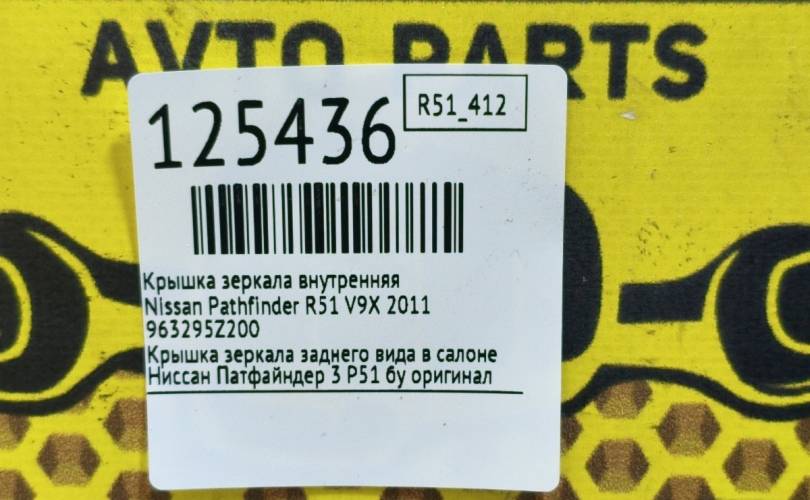 AVTO PARTS
125436
R51_412
Крышка зеркала внутренняя
Nissan Pathfinder R51 V9X 2011
963295Z200
Крышка зеркала заднего вида в салоне
Ниссан Патфайндер 3 Р51 бу оригинал